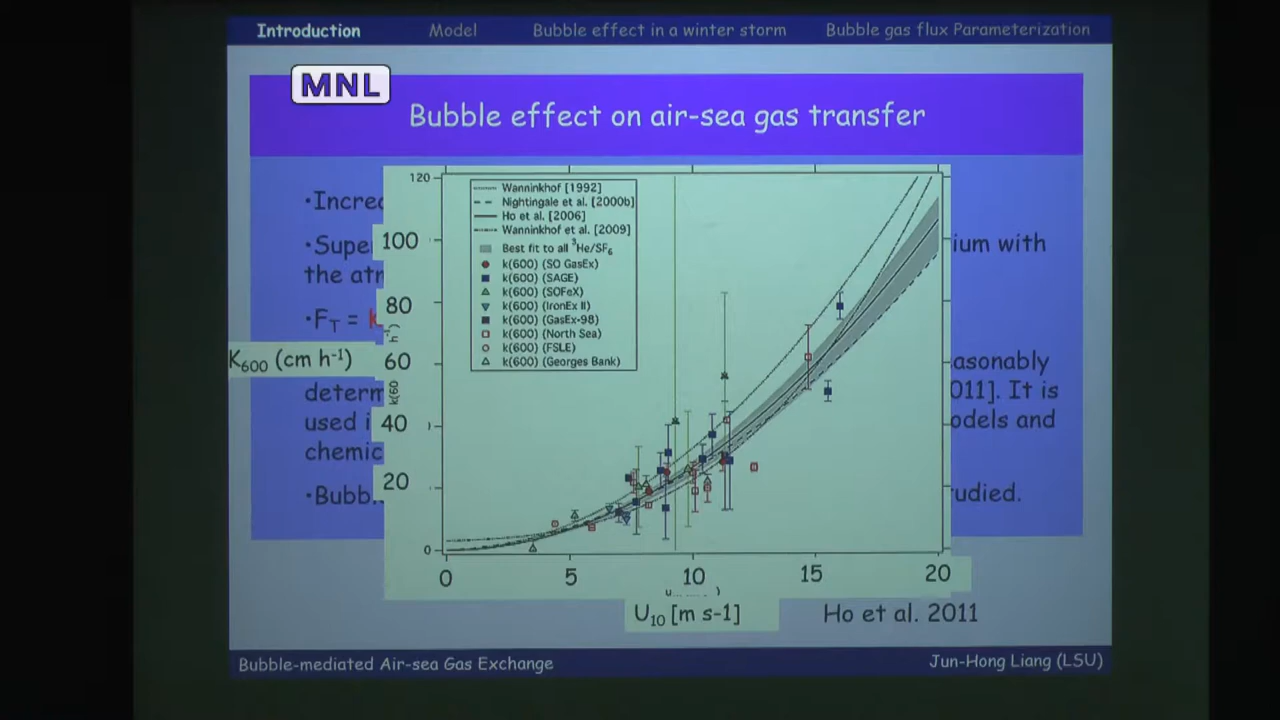 Introduction Model Bubble effect in a winter storm Bubble gas flux Parameterization
MNL
Bubble effect on air-sea gas transfer
•Increa
•Supe ium with
the atm
•F_T = k
asonably
determ 011]. It is
used i odels and
chemic
•Bubb udied.
K600 (cm h-1)
120
100
80
60
40
20
0
Wanninkhof [1992]
Nightingale et al. [2000b]
Ho et al. [2006]
Wanninkhof et al. [2009]
Best fit to all 3He/SF6
k(600) (SO GasEx)
k(600) (SAGE)
k(600) (SOFeX)
k(600) (IronEx II)
k(600) (GasEx-98)
k(600) (North Sea)
k(600) (FSLE)
k(600) (Georges Bank)
0 5 10 15 20
U10 [m s-1] Ho et al. 2011
Bubble-mediated Air-sea Gas Exchange Jun-Hong Liang (LSU)